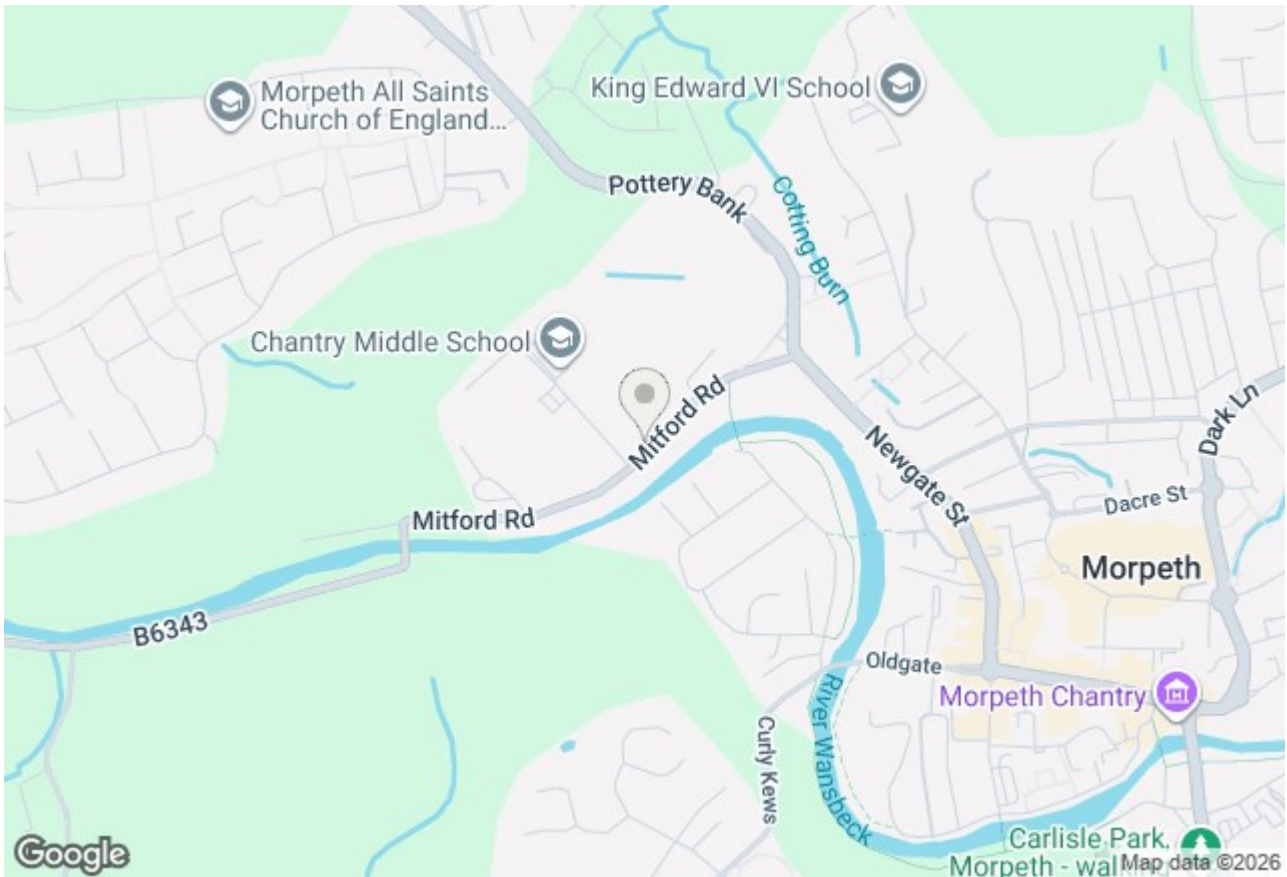 King Edward VI School
Morpeth All Saints
Church of England...
Pottery Bank
Cotting Burn
Chantry Middle School
Mitford Rd
Dark Ln
Newgate St
Dacre St
Mitford Rd
Morpeth
B6343
Oldgate
Morpeth Chantry
River Wansbeck
Curly Kews
Carlisle Park,
Morpeth - walking
Google
Map data ©2026